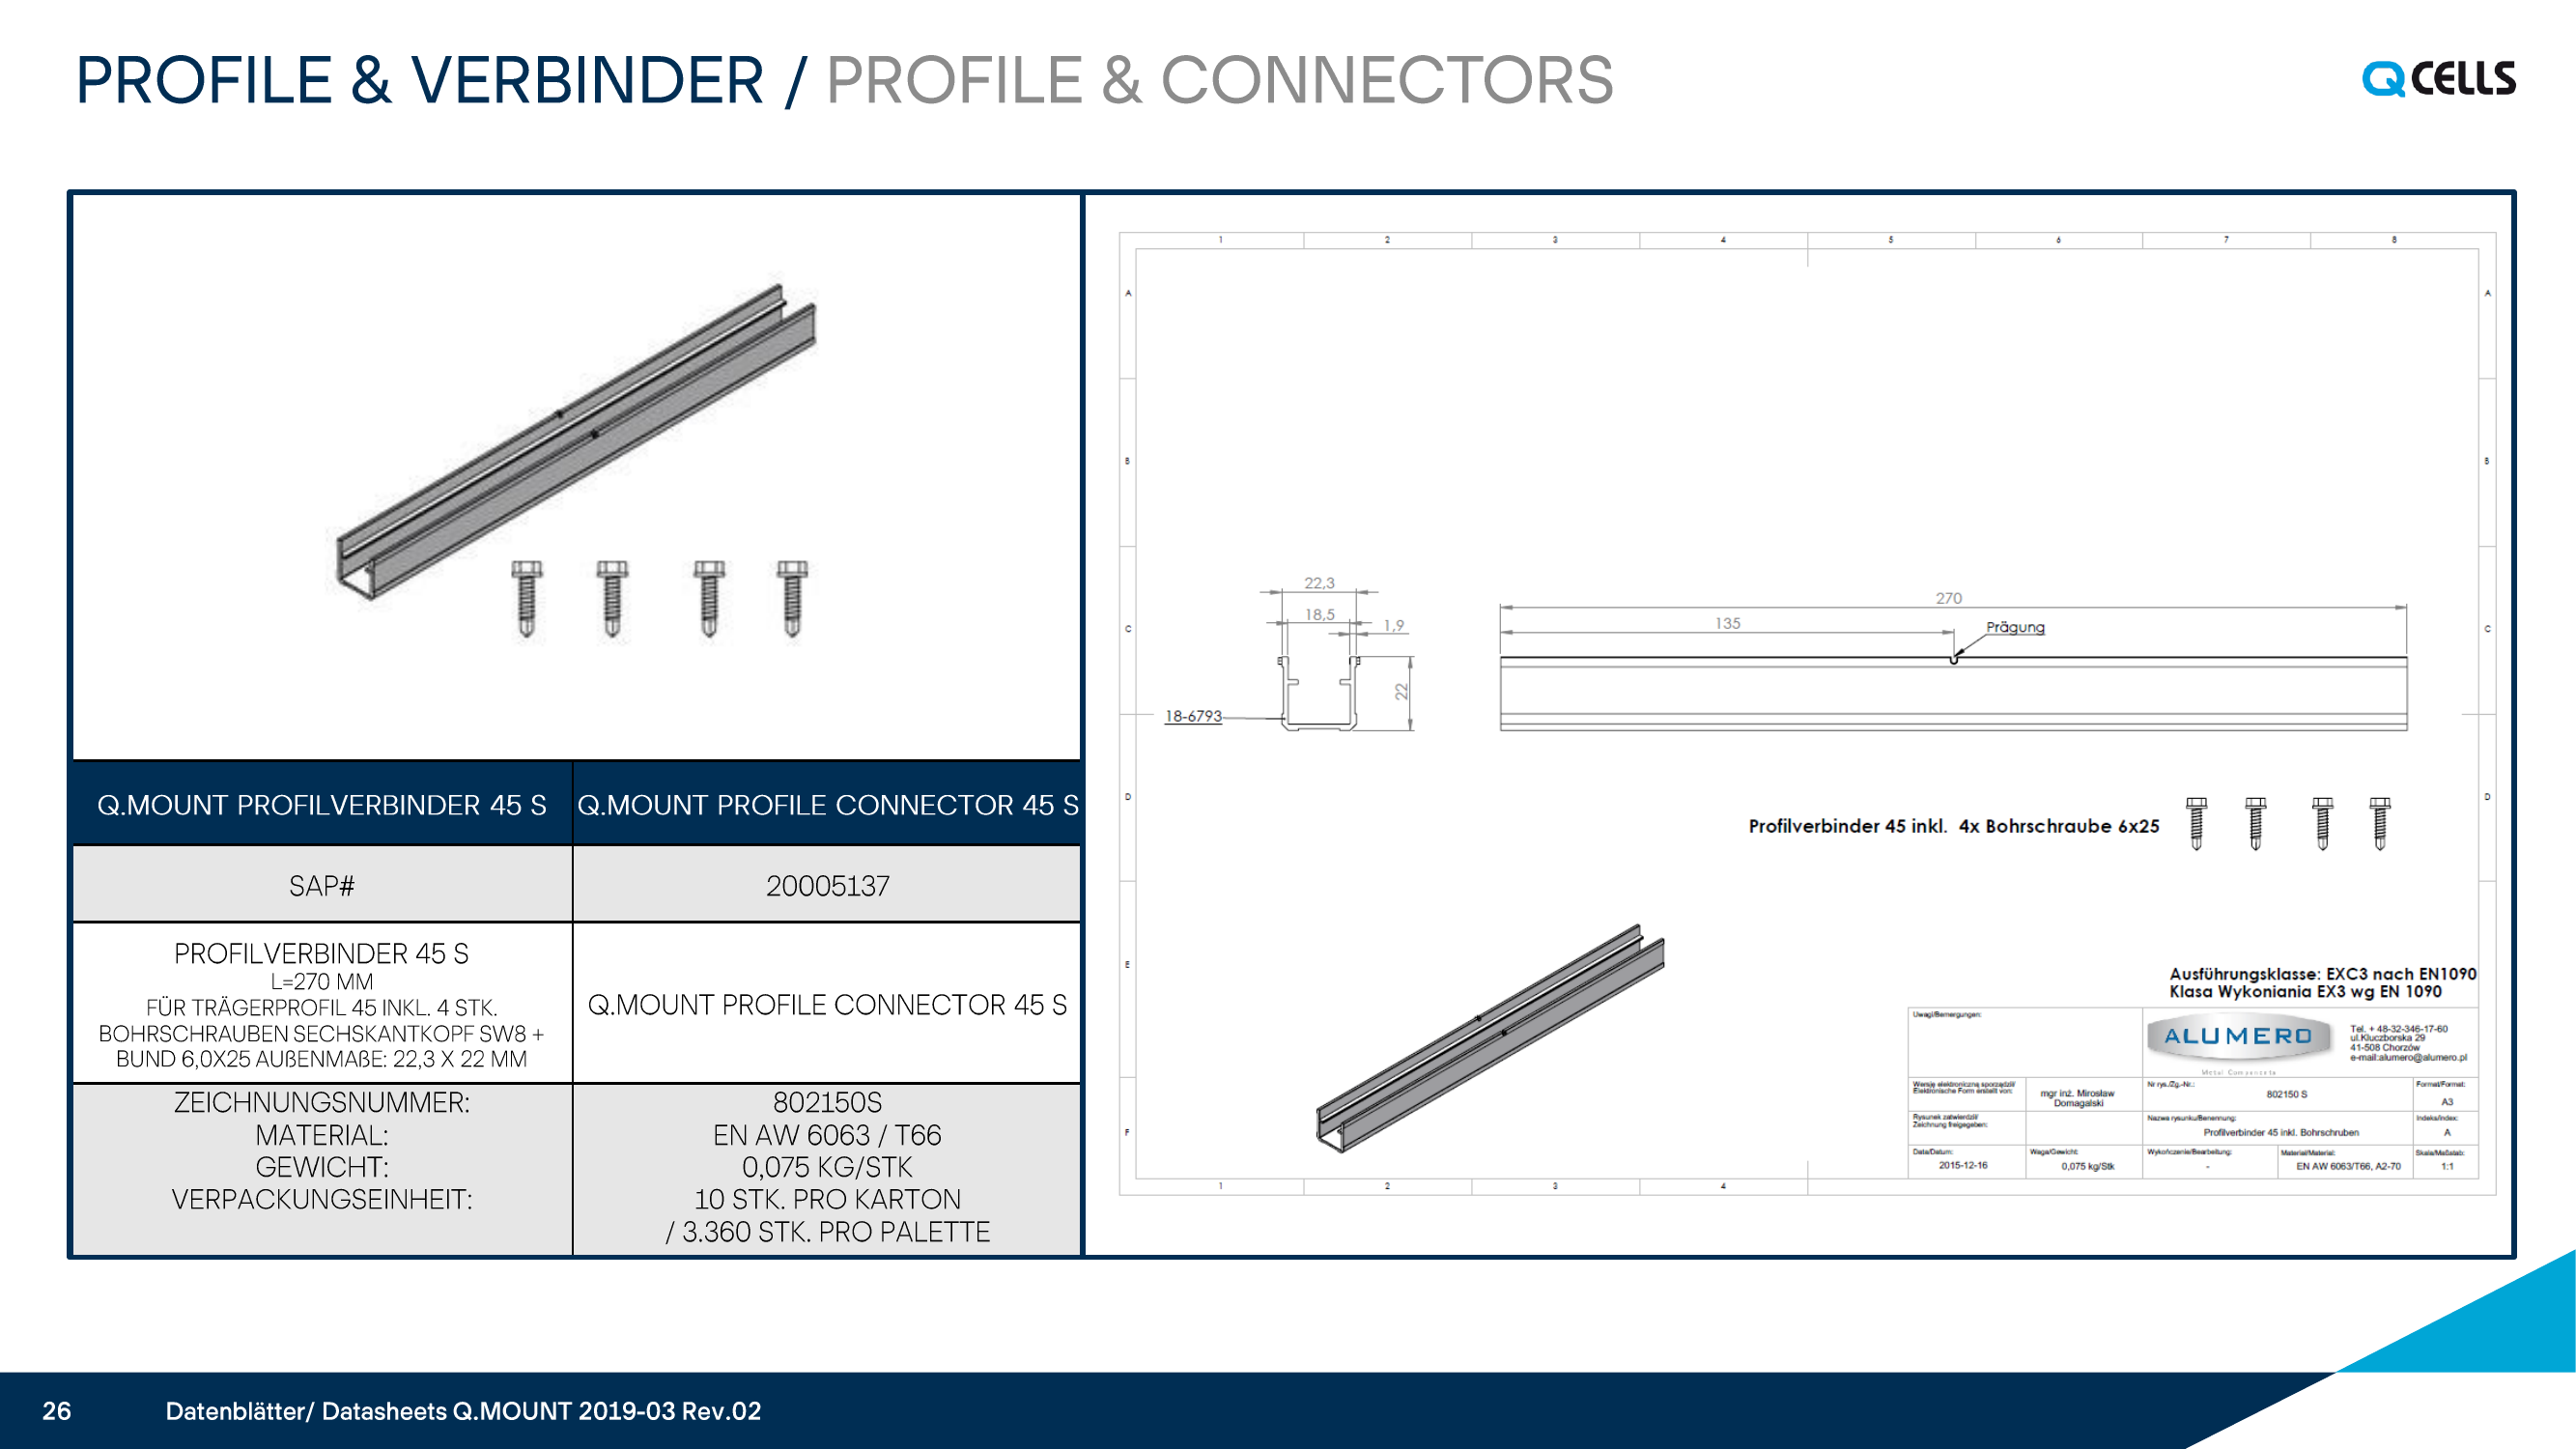 PROFILE & VERBINDER / PROFILE & CONNECTORS
Q CELLS
Q.MOUNT PROFILVERBINDER 45 S
Q.MOUNT PROFILE CONNECTOR 45 S
SAP#
20005137
PROFILVERBINDER 45 S
L=270 MM
FÜR TRÄGERPROFIL 45 INKL. 4 STK.
BOHRSCHRAUBEN SECHSKANTKOPF SW8 +
BUND 6,0X25 AUßENMAßE: 22,3 X 22 MM
Q.MOUNT PROFILE CONNECTOR 45 S
ZEICHNUNGSNUMMER:
802150S
MATERIAL:
EN AW 6063 / T66
GEWICHT:
0,075 KG/STK
VERPACKUNGSEINHEIT:
10 STK. PRO KARTON
/ 3.360 STK. PRO PALETTE
1 2 3 4 5 6 7 8
A A
B B
C C
D D
E
F
22,3
18,5
1,9
22
18-6793
270
135
Prägung
Profilverbinder 45 inkl. 4x Bohrschraube 6x25
Ausführungsklasse: EXC3 nach EN1090
Klasa Wykoniania EX3 wg EN 1090
Uwagi/Bemergungen:
ALUMERO
Metal Components
Tel. + 48-32-346-17-60
ul.Kluczborska 29
41-508 Chorzów
e-mail:alumero@alumero.pl
Wersję elektroniczną sporządził/
Elektronische Form erstellt von:
mgr inż. Mirosław
Domagalski
Nr rys./Zg.-Nr.:
802150 S
Format/Format:
A3
Rysunek zatwierdził/
Zeichnung freigegeben:
Nazwa rysunku/Benennung:
Profilverbinder 45 inkl. Bohrschruben
Indeks/Index:
A
Data/Datum:
2015-12-16
Waga/Gewicht:
0,075 kg/Stk
Wykończenie/Bearbeitung:
-
Materiał/Material:
EN AW 6063/T66, A2-70
Skala/Maßstab:
1:1
1 2 3 4
26 Datenblätter/ Datasheets Q.MOUNT 2019-03 Rev.02